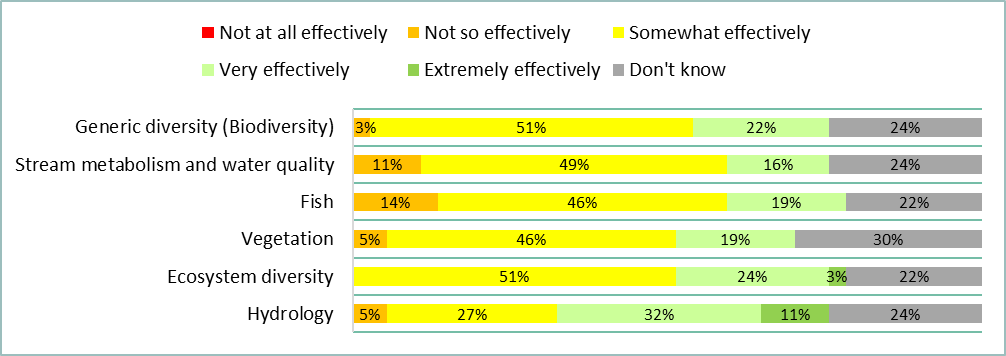 Not at all effectively Not so effectively Somewhat effectively
Very effectively Extremely effectively Don't know
Generic diversity (Biodiversity) 3% 51% 22% 24%
Stream metabolism and water quality 11% 49% 16% 24%
Fish 14% 46% 19% 22%
Vegetation 5% 46% 19% 30%
Ecosystem diversity 51% 24% 3% 22%
Hydrology 5% 27% 32% 11% 24%